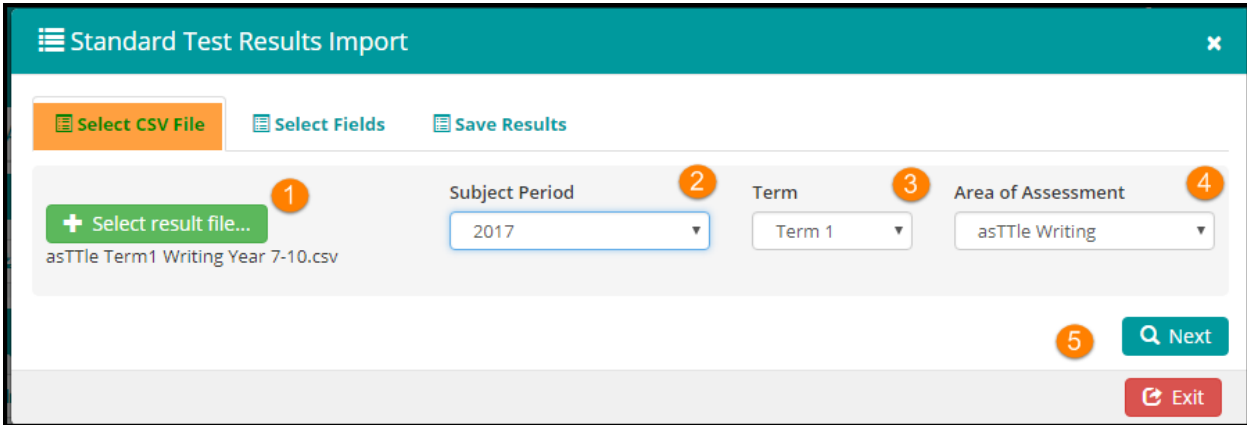 Standard Test Results Import
Select CSV File Select Fields Save Results
1 Subject Period 2 Term 3 Area of Assessment 4
Select result file... 2017 Term 1 asTTle Writing
asTTle Term1 Writing Year 7-10.csv
5 Next
Exit